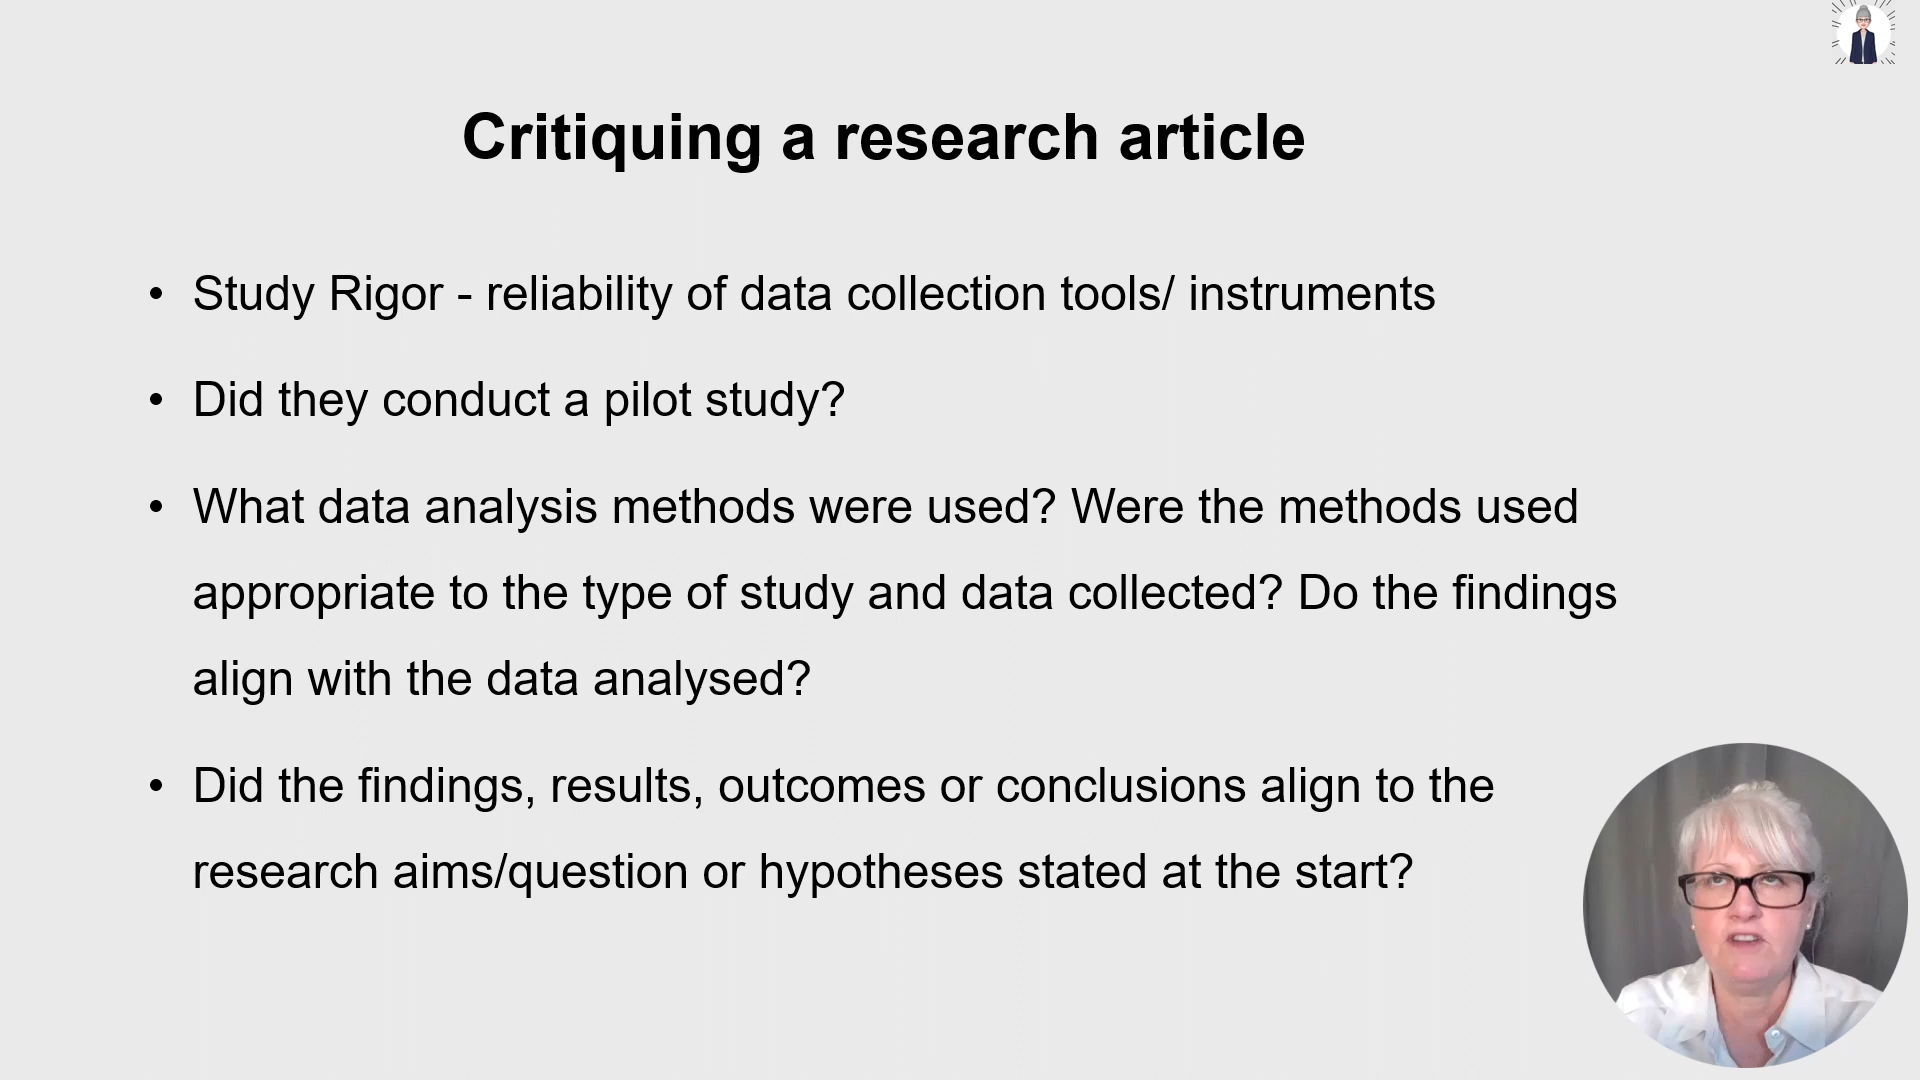 Critiquing a research article
• Study Rigor - reliability of data collection tools/ instruments
• Did they conduct a pilot study?
• What data analysis methods were used? Were the methods used
appropriate to the type of study and data collected? Do the findings
align with the data analysed?
• Did the findings, results, outcomes or conclusions align to the
research aims/question or hypotheses stated at the start?